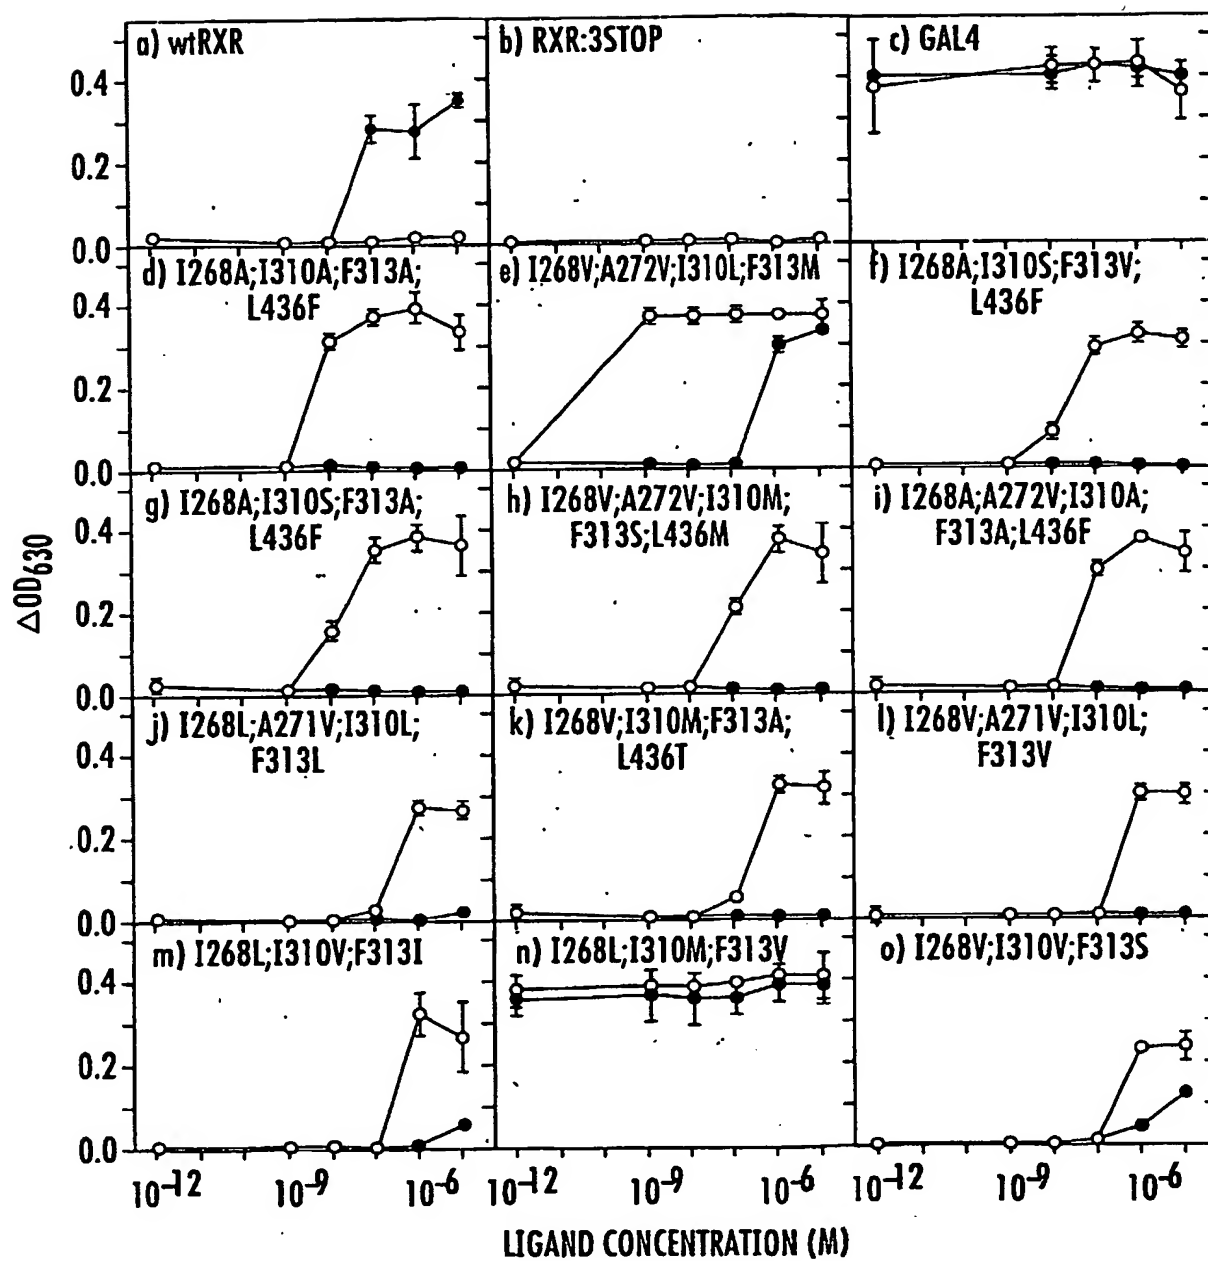 a) wtRXR
b) RXR:3STOP
c) GAL4
0.4
0.2
0.0
d) I268A;I310A;F313A;
L436F
e) I268V;A272V;I310L;F313M
f) I268A;I310S;F313V;
L436F
0.4
0.2
0.0
g) I268A;I310S;F313A;
L436F
h) I268V;A272V;I310M;
F313S;L436M
i) I268A;A272V;I310A;
F313A;L436F
0.4
0.2
0.0
j) I268L;A271V;I310L;
F313L
k) I268V;I310M;F313A;
L436T
l) I268V;A271V;I310L;
F313V
0.4
0.2
0.0
m) I268L;I310V;F313I
n) I268L;I310M;F313V
o) I268V;I310V;F313S
0.4
0.2
0.0
ΔOD630
10-12 10-9 10-6 10-12 10-9 10-6 10-12 10-9 10-6
LIGAND CONCENTRATION (M)